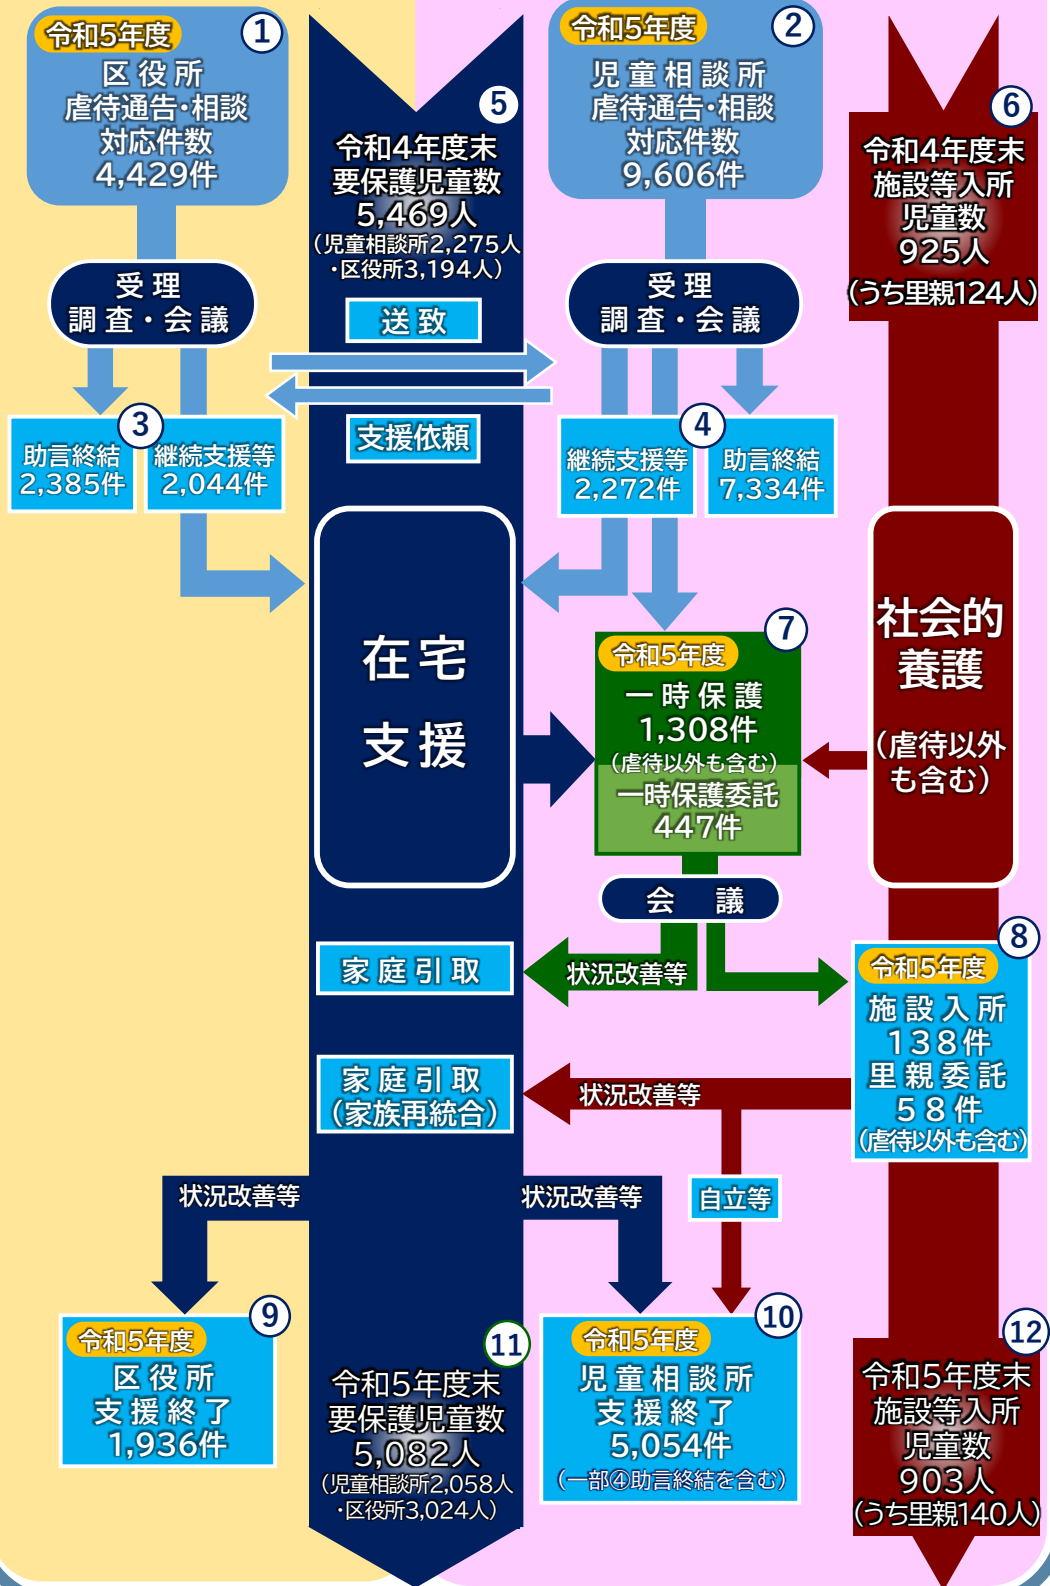 令和5年度
①
区役所
虐待通告・相談
対応件数
4,429件
受理
調査・会議
③
助言終結
2,385件
継続支援等
2,044件
⑤
令和4年度末
要保護児童数
5,469人
（児童相談所2,275人
・区役所3,194人）
送致
支援依頼
令和5年度
②
児童相談所
虐待通告・相談
対応件数
9,606件
受理
調査・会議
④
継続支援等
2,272件
助言終結
7,334件
⑥
令和4年度末
施設等入所
児童数
925人
（うち里親124人）
在宅
支援
⑦
令和5年度
一時保護
1,308件
（虐待以外も含む）
一時保護委託
447件
社会的
養護
（虐待以外
も含む）
会議
状況改善等
家庭引取
⑧
令和5年度
施設入所
138件
里親委託
58件
（虐待以外も含む）
状況改善等
家庭引取
（家族再統合）
状況改善等
状況改善等
自立等
⑨
令和5年度
区役所
支援終了
1,936件
⑪
令和5年度末
要保護児童数
5,082人
（児童相談所2,058人
・区役所3,024人）
⑩
令和5年度
児童相談所
支援終了
5,054件
（一部④助言終結を含む）
⑫
令和5年度末
施設等入所
児童数
903人
（うち里親140人）